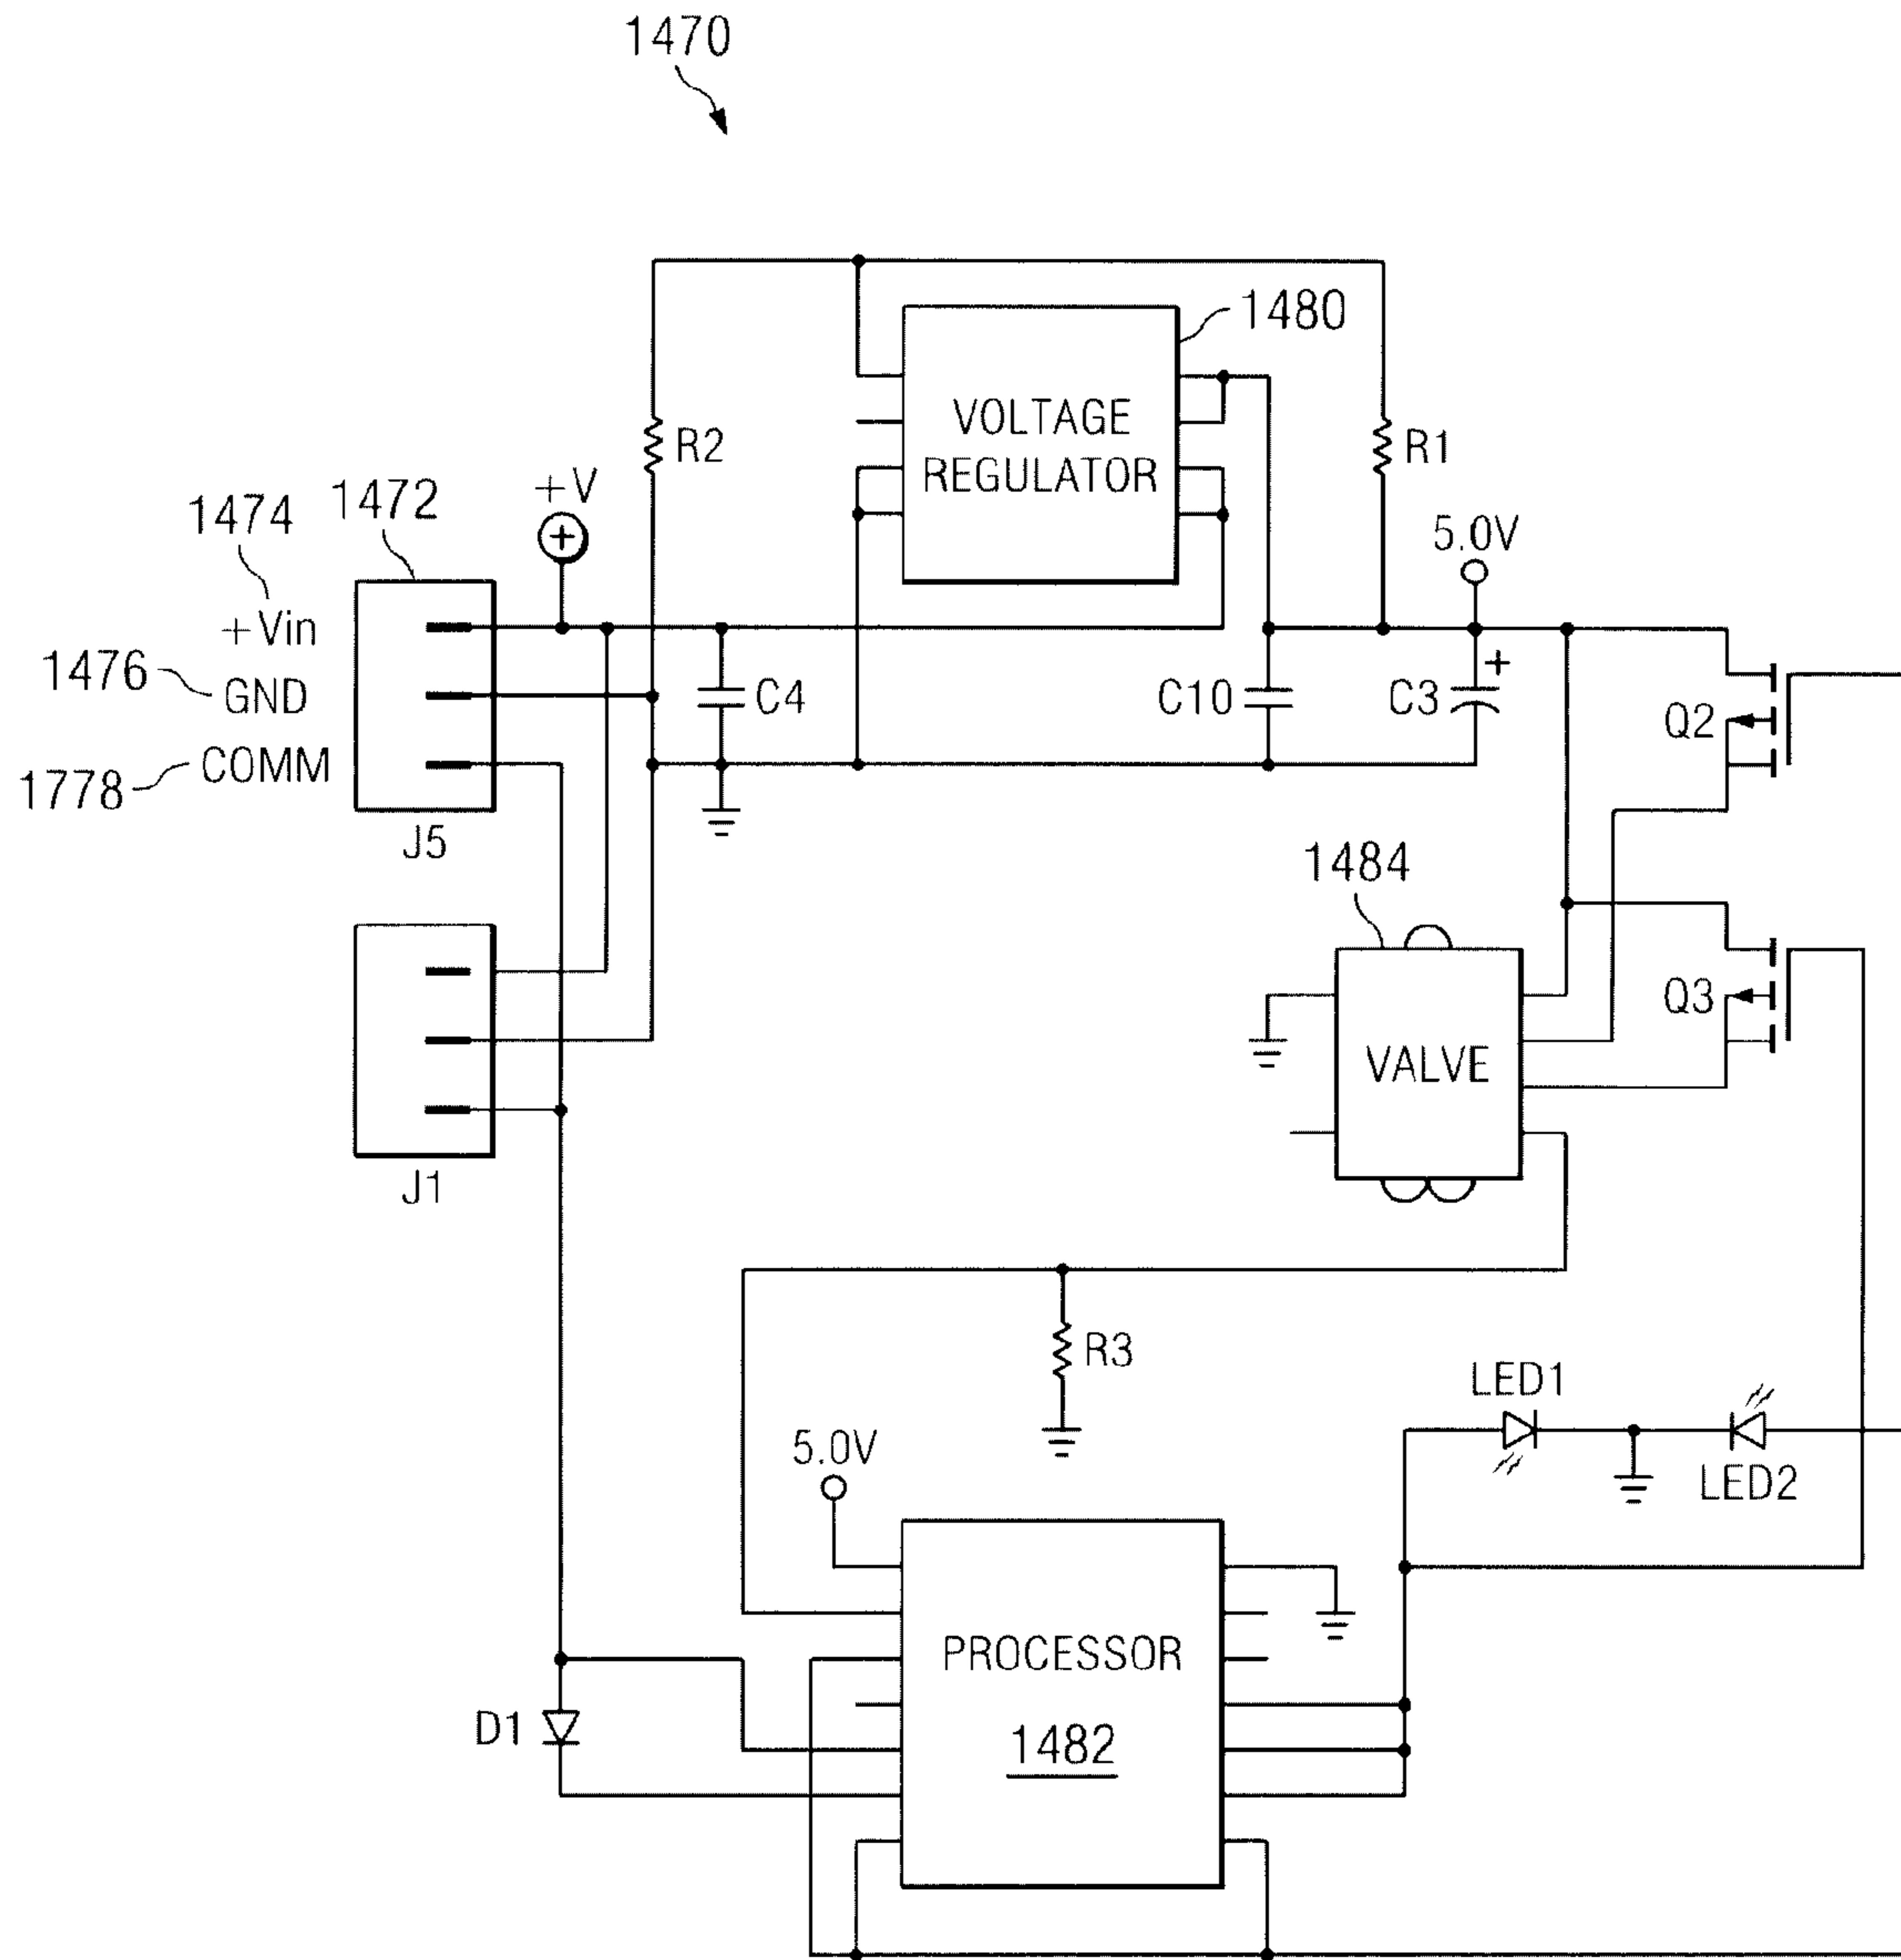 1470
1480
VOLTAGE
REGULATOR
R2
R1
+V
5.0V
1474
1472
+Vin
1476
GND
COMM
1778
J5
C4
C10
C3
+
Q2
1484
VALVE
Q3
J1
R3
LED1
LED2
5.0V
PROCESSOR
1482
D1